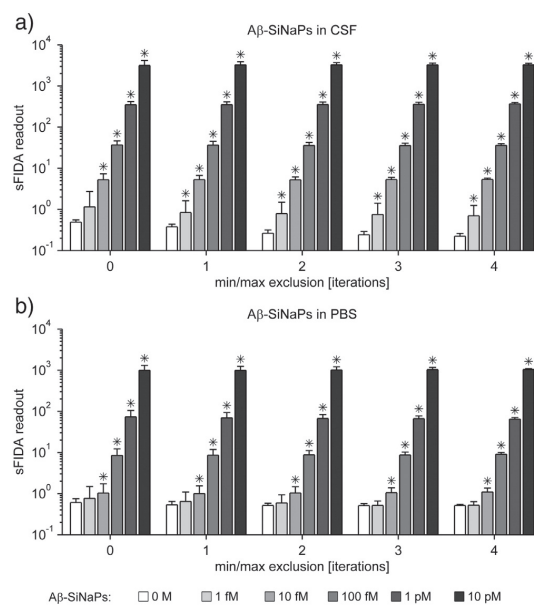 a)
Aβ-SiNaPs in CSF
sFIDA readout
10⁴
10³
10²
10¹
10⁰
10⁻¹
* * * * * * * * * * * * * * * * * * * * * * * *
0 1 2 3 4
min/max exclusion [iterations]
b)
Aβ-SiNaPs in PBS
sFIDA readout
10⁴
10³
10²
10¹
10⁰
10⁻¹
* * * * * * * * * * * * * * * * * * * *
0 1 2 3 4
min/max exclusion [iterations]
Aβ-SiNaPs: 0 M 1 fM 10 fM 100 fM 1 pM 10 pM